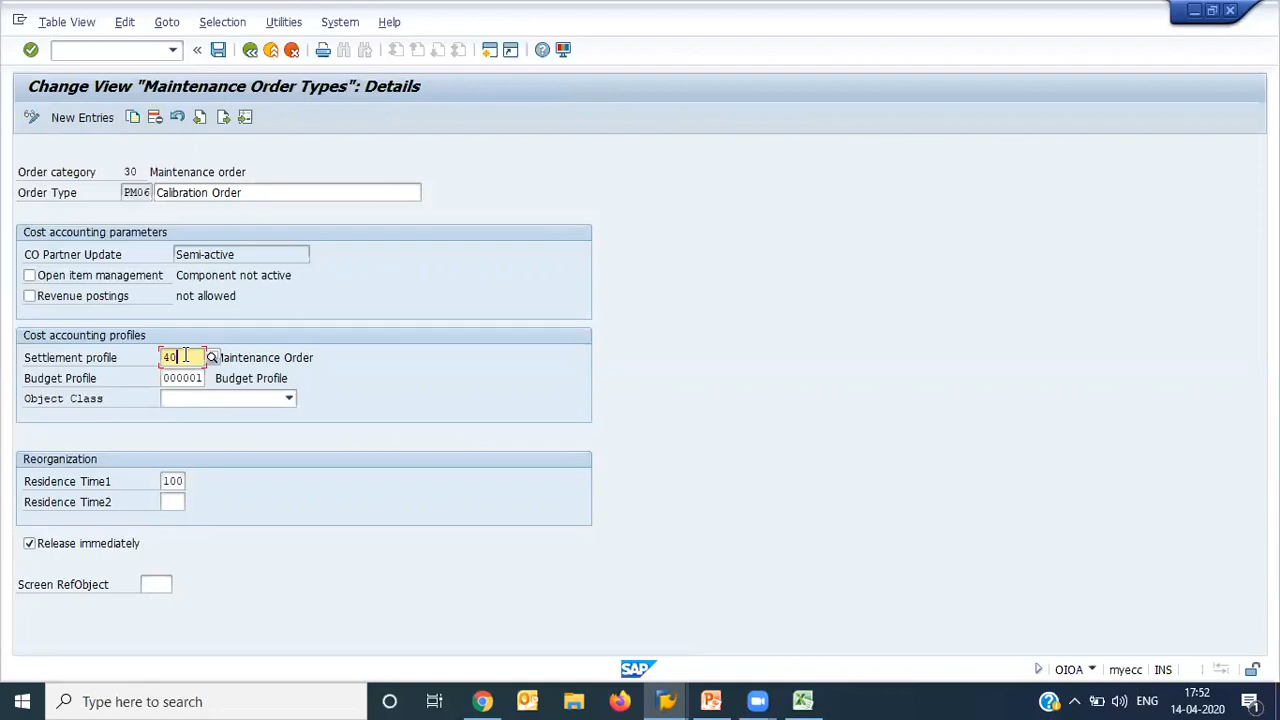 Table View Edit Goto Selection Utilities System Help
Change View "Maintenance Order Types": Details
New Entries
Order category 30 Maintenance order
Order Type PM06 Calibration Order
Cost accounting parameters
CO Partner Update Semi-active
Open item management Component not active
Revenue postings not allowed
Cost accounting profiles
Settlement profile 40 Maintenance Order
Budget Profile 000001 Budget Profile
Object Class
Reorganization
Residence Time1 100
Residence Time2
Release immediately
Screen RefObject
SAP
OIOA myecc INS
Type here to search
ENG
17:52
14-04-2020
1